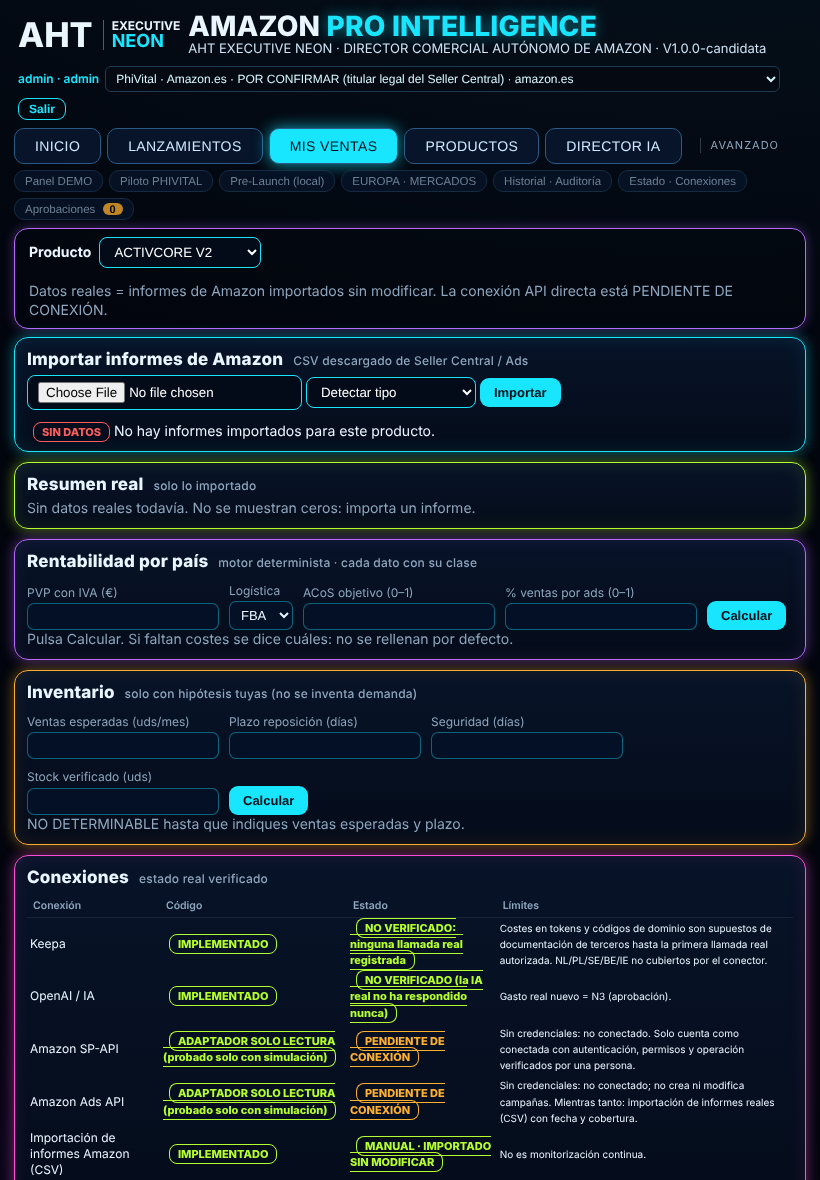 AHT EXECUTIVE NEON AMAZON PRO INTELLIGENCE
AHT EXECUTIVE NEON · DIRECTOR COMERCIAL AUTÓNOMO DE AMAZON · V1.0.0-candidata
admin · admin PhiVital · Amazon.es · POR CONFIRMAR (titular legal del Seller Central) · amazon.es
Salir
INICIO LANZAMIENTOS MIS VENTAS PRODUCTOS DIRECTOR IA AVANZADO
Panel DEMO Piloto PHIVITAL Pre-Launch (local) EUROPA · MERCADOS Historial · Auditoría Estado · Conexiones
Aprobaciones 0
Producto ACTIVCORE V2
Datos reales = informes de Amazon importados sin modificar. La conexión API directa está PENDIENTE DE
CONEXIÓN.
Importar informes de Amazon CSV descargado de Seller Central / Ads
Choose File No file chosen Detectar tipo Importar
SIN DATOS No hay informes importados para este producto.
Resumen real solo lo importado
Sin datos reales todavía. No se muestran ceros: importa un informe.
Rentabilidad por país motor determinista · cada dato con su clase
PVP con IVA (€) Logística ACoS objetivo (0–1) % ventas por ads (0–1)
FBA Calcular
Pulsa Calcular. Si faltan costes se dice cuáles: no se rellenan por defecto.
Inventario solo con hipótesis tuyas (no se inventa demanda)
Ventas esperadas (uds/mes) Plazo reposición (días) Seguridad (días)
Stock verificado (uds)
Calcular
NO DETERMINABLE hasta que indiques ventas esperadas y plazo.
Conexiones estado real verificado
Conexión Código Estado Límites
Keepa IMPLEMENTADO
NO VERIFICADO:
ninguna llamada real
registrada
Costes en tokens y códigos de dominio son supuestos de
documentación de terceros hasta la primera llamada real
autorizada. NL/PL/SE/BE/IE no cubiertos por el conector.
OpenAI / IA IMPLEMENTADO
NO VERIFICADO (la IA
real no ha respondido
nunca)
Gasto real nuevo = N3 (aprobación).
Amazon SP-API
ADAPTADOR SOLO LECTURA
(probado solo con simulación)
PENDIENTE DE
CONEXIÓN
Sin credenciales: no conectado. Solo cuenta como
conectada con autenticación, permisos y operación
verificados por una persona.
Amazon Ads API
ADAPTADOR SOLO LECTURA
(probado solo con simulación)
PENDIENTE DE
CONEXIÓN
Sin credenciales: no conectado; no crea ni modifica
campañas. Mientras tanto: importación de informes reales
(CSV) con fecha y cobertura.
Importación de
informes Amazon
(CSV)
IMPLEMENTADO
MANUAL · IMPORTADO
SIN MODIFICAR
No es monitorización continua.